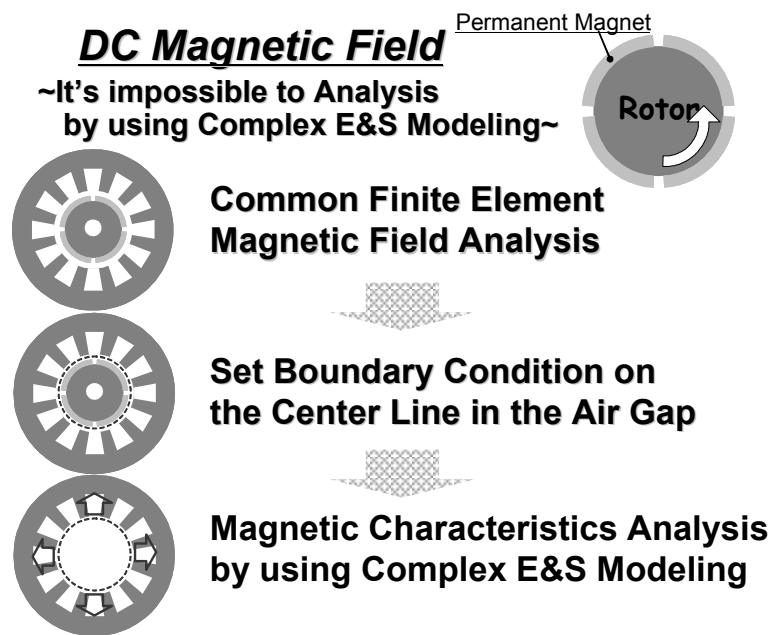 DC Magnetic Field
Permanent Magnet
~It's impossible to Analysis
by using Complex E&S Modeling~
Rotor
Common Finite Element
Magnetic Field Analysis
Set Boundary Condition on
the Center Line in the Air Gap
Magnetic Characteristics Analysis
by using Complex E&S Modeling